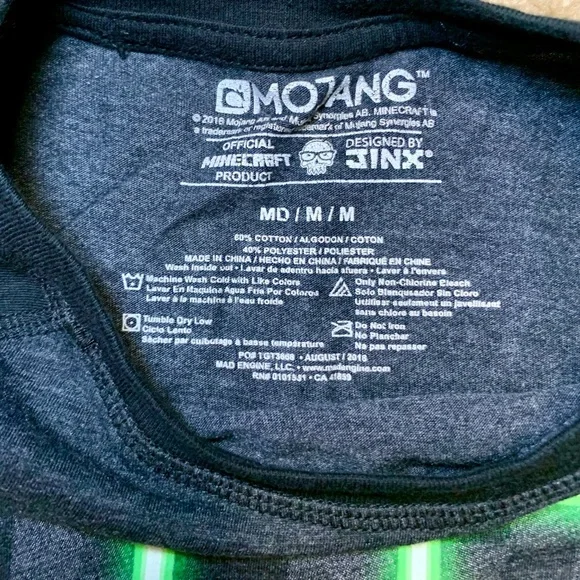 MOJANG™
© 2018 Mojang AB and Mojang Synergies AB. MINECRAFT is
a trademark or registered trademark of Mojang Synergies AB
OFFICIAL
MINECRAFT
PRODUCT
DESIGNED BY
JINX®
MD / M / M
60% COTTON / ALGODON / COTON
40% POLYESTER / POLIESTER
MADE IN CHINA / HECHO EN CHINA / FABRIQUÉ EN CHINE
Wash Inside out • Lavar de adentro hacia afuera • Laver à l'envers
Machine Wash Cold with Like Colors
Lavar En Maquina Agua Fria Por Colores
Laver a machine a l'eau froide
Only Non-Chlorine Bleach
Solo Blanqueador Sin Cloro
Utiliser seulement un javellisant
sans chlore au besoin
Tumble Dry Low
Ciclo Lento
Sécher par culbutage à basse température
Do Not Iron
No Planchar
Ne pas repasser
AUGUST / 2018
MAD ENGINE, LLC. • www.madengine.com